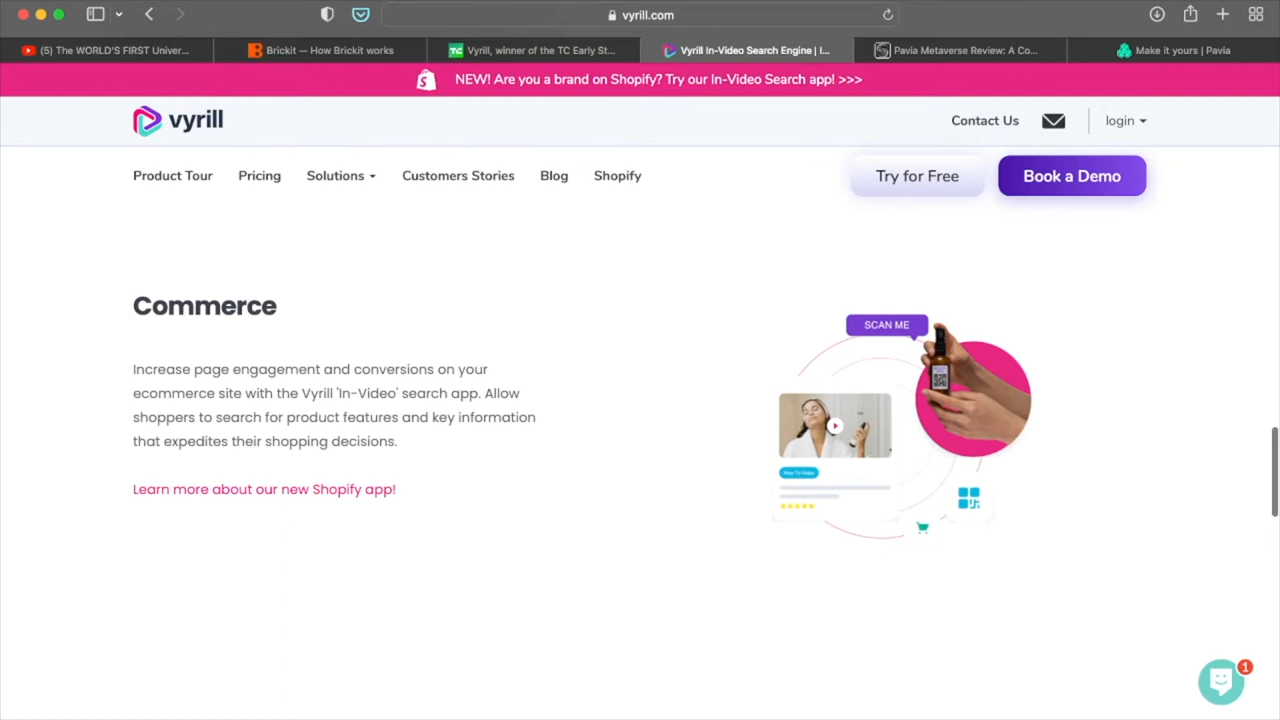 vyrill.com
(5) The WORLD'S FIRST Univer...
Brickit — How Brickit works
TC
Vyrill, winner of the TC Early St...
Vyrill In-Video Search Engine | I...
Pavia Metaverse Review: A Co...
Make it yours | Pavia
NEW! Are you a brand on Shopify? Try our In-Video Search app! >>>
vyrill
Contact Us
login
Product Tour
Pricing
Solutions
Customers Stories
Blog
Shopify
Try for Free
Book a Demo
Commerce
Increase page engagement and conversions on your
ecommerce site with the Vyrill 'In-Video' search app. Allow
shoppers to search for product features and key information
that expedites their shopping decisions.
Learn more about our new Shopify app!
SCAN ME
How-To Video
1